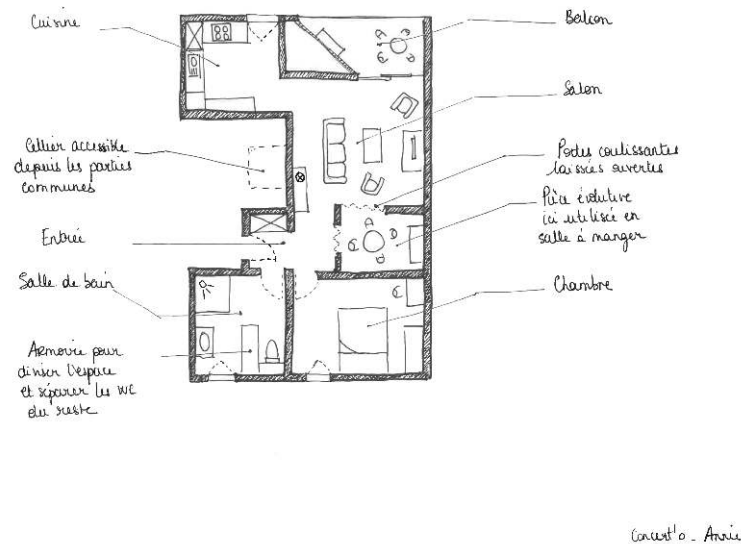 Cuisine
Balcon
Salon
Cellier accessible
depuis les parties
communes
Portes coulissantes
laissées ouvertes
Pièce évolutive
ici utilisée en
salle à manger
Entrée
Salle de bain
Chambre
Armoire pour
diviser l'espace
et séparer les WC
du reste
Concert'o - Annie